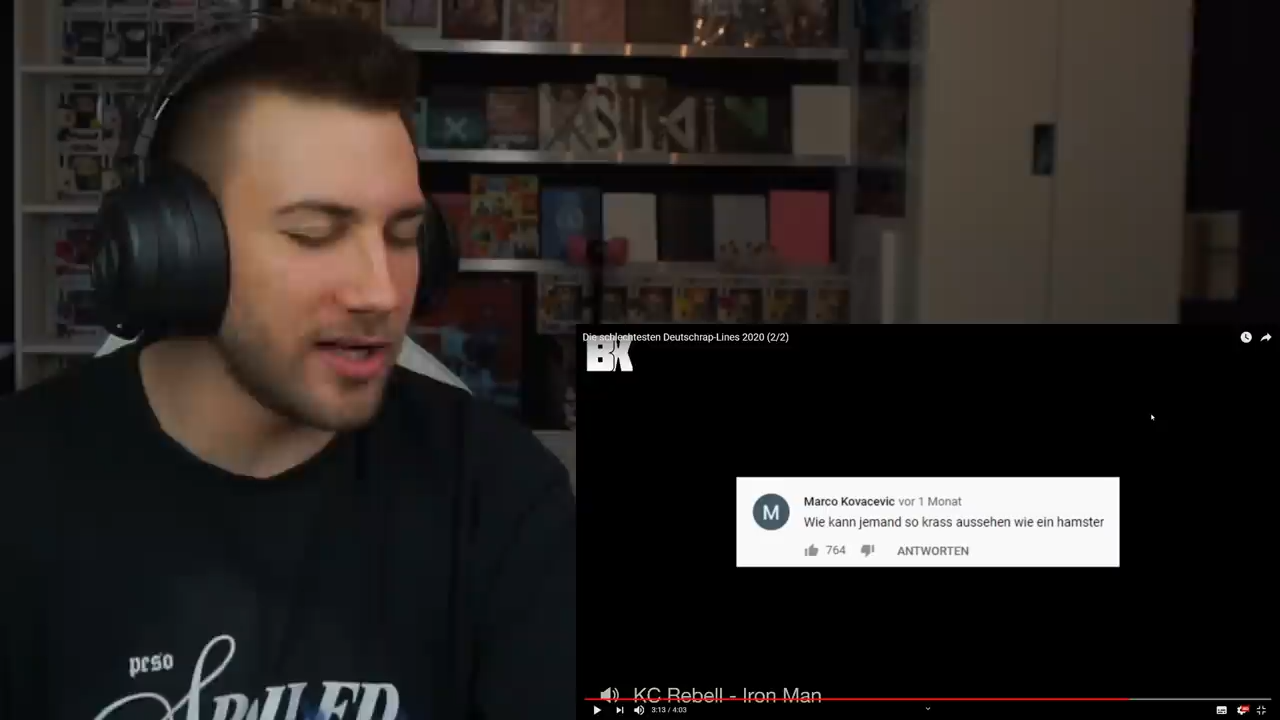 Die schlechtesten Deutschrap-Lines 2020 (2/2)
BK
Marco Kovacevic vor 1 Monat
Wie kann jemand so krass aussehen wie ein hamster
764 ANTWORTEN
KC Rebell - Iron Man
3:13 / 4:03
peso
SPOILED